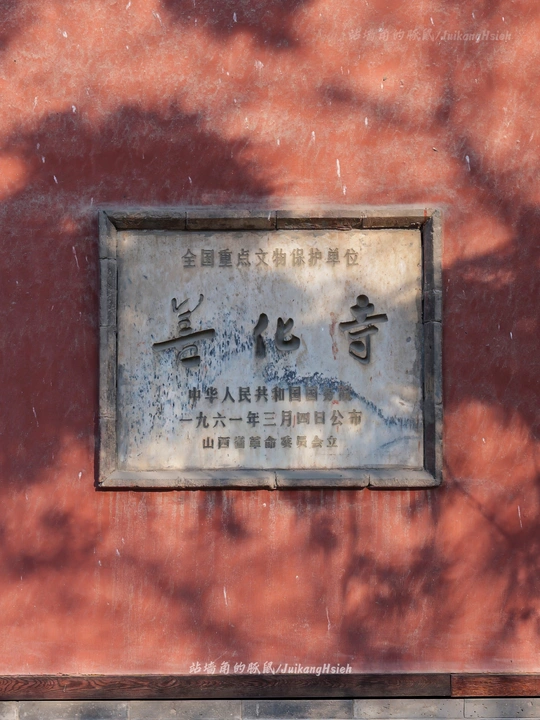 站墙角的豚鼠/JuikangHsieh
全国重点文物保护单位
善化寺
中华人民共和国国务院
一九六一年三月四日公布
山西省革命委员会立
站墙角的豚鼠/JuikangHsieh